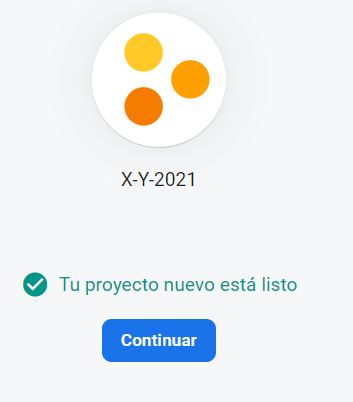 X-Y-2021
Tu proyecto nuevo está listo
Continuar